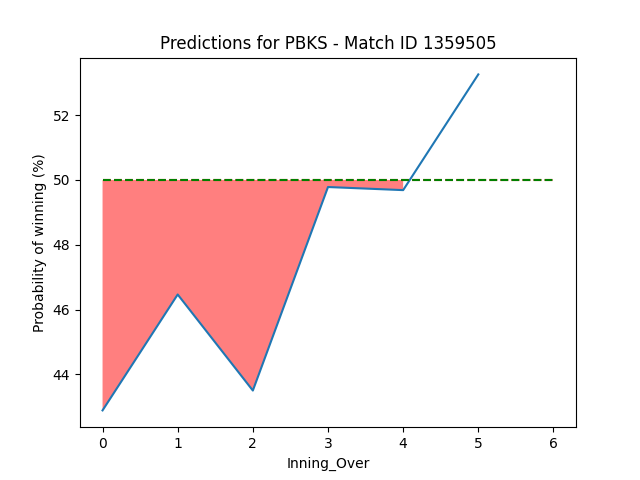 Predictions for PBKS - Match ID 1359505
Probability of winning (%)
52
50
48
46
44
0 1 2 3 4 5 6
Inning_Over